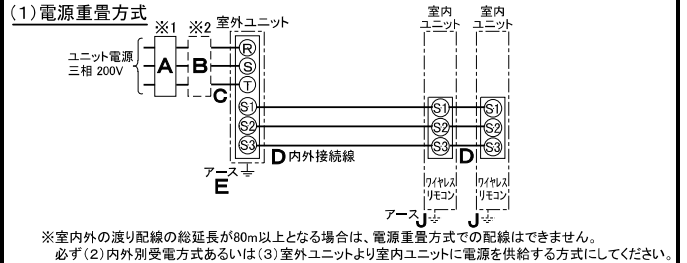 (1)電源重畳方式
※1 ※2 室外ユニット
室内
ユニット
室内
ユニット
ユニット電源
三相 200V
A
B
C
R
S
T
S1
S2
S3
S1
S2
S3
S1
S2
S3
D 内外接続線
D
アース
E
ワイヤレス
リモコン
ワイヤレス
リモコン
アース J
J
※室内外の渡り配線の総延長が80m以上となる場合は、電源重畳方式での配線はできません。
必ず(2)内外別受電方式あるいは(3)室外ユニットより室内ユニットに電源を供給する方式にしてください。